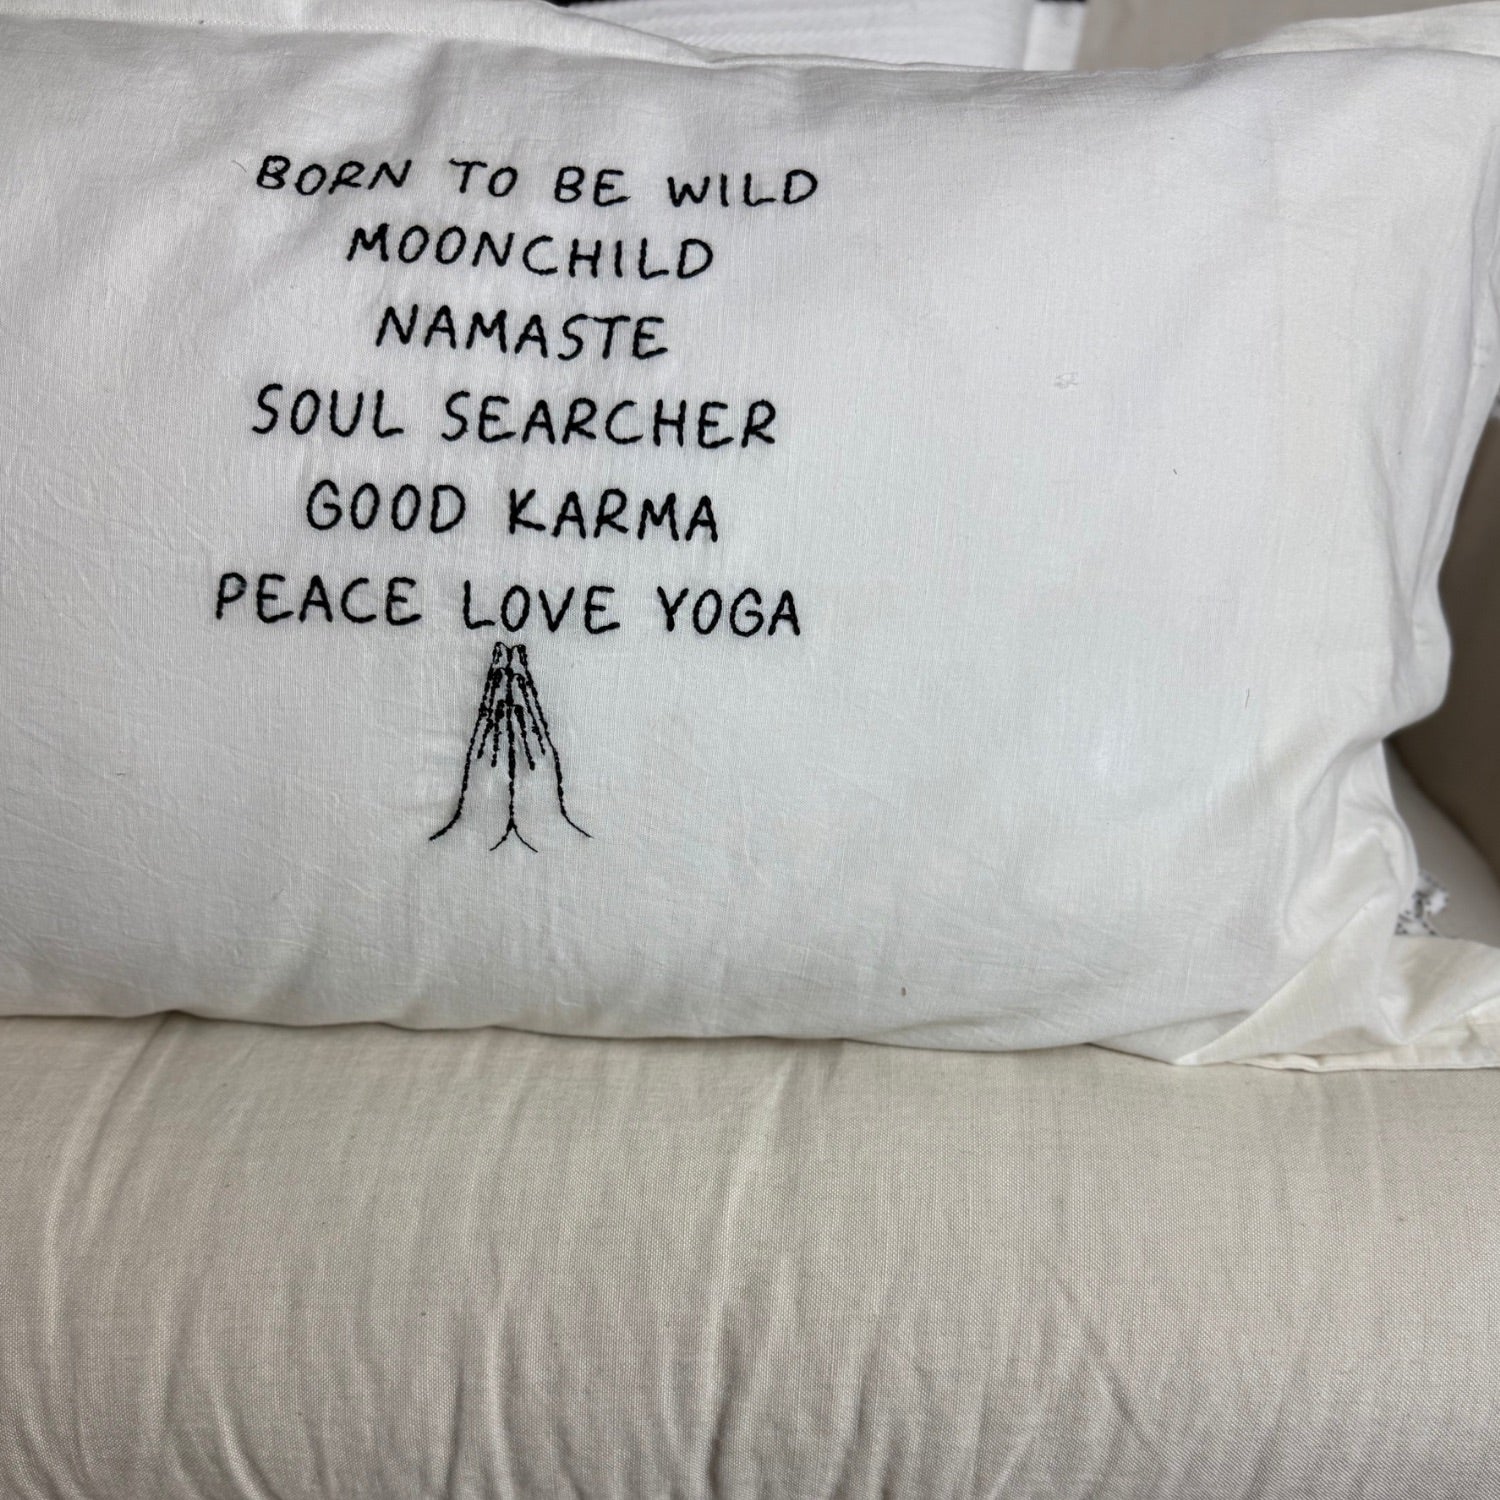 BORN TO BE WILD
MOONCHILD
NAMASTE
SOUL SEARCHER
GOOD KARMA
PEACE LOVE YOGA